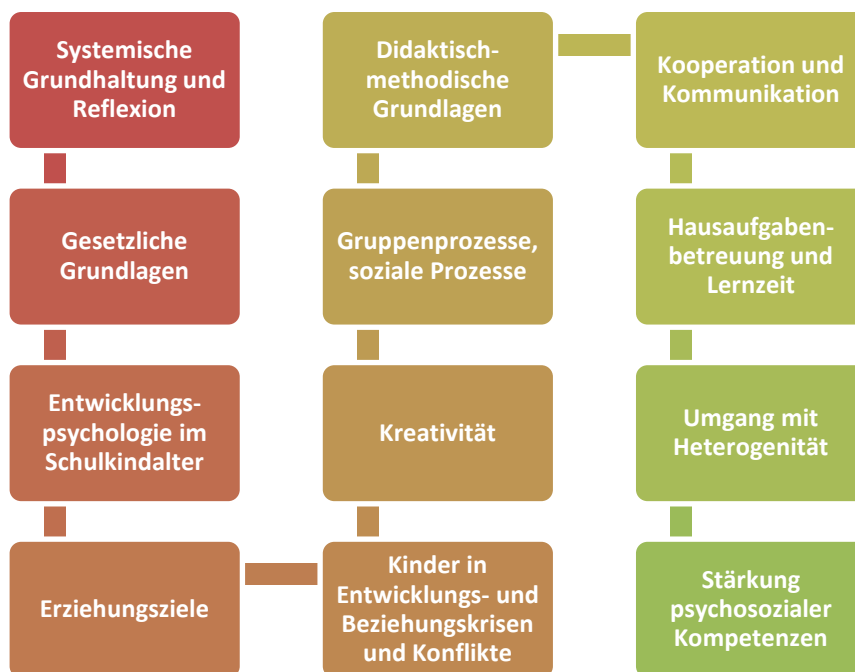 Systemische
Grundhaltung und
Reflexion
Gesetzliche
Grundlagen
Entwicklungs-
psychologie im
Schulkindalter
Erziehungsziele
Kinder in
Entwicklungs- und
Beziehungskrisen
und Konflikte
Kreativität
Gruppenprozesse,
soziale Prozesse
Didaktisch-
methodische
Grundlagen
Kooperation und
Kommunikation
Hausaufgaben-
betreuung und
Lernzeit
Umgang mit
Heterogenität
Stärkung
psychosozialer
Kompetenzen